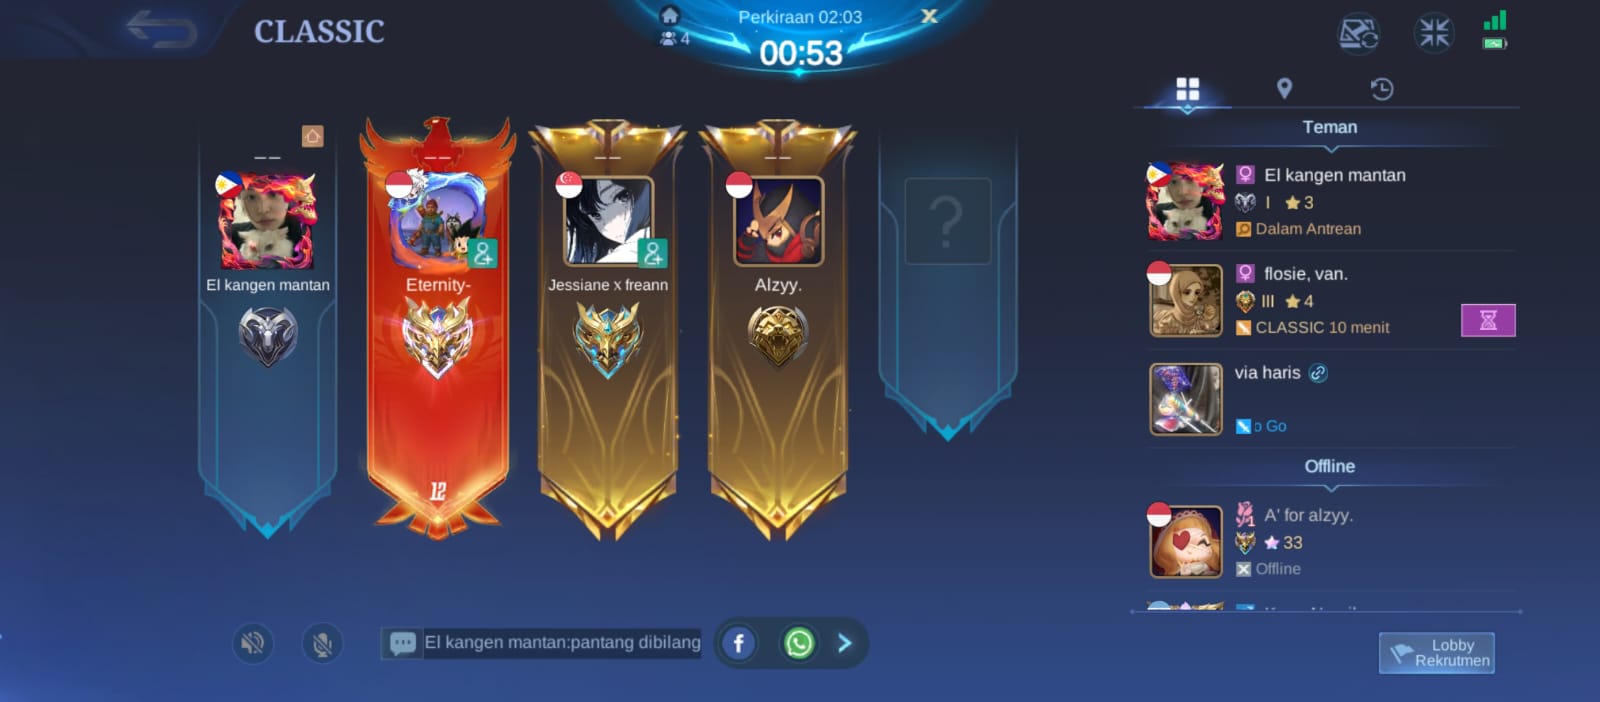 CLASSIC
4
Perkiraan 02:03
X
00:53
El kangen mantan
Eternity-
Jessiane x freann
Alzyy.
?
12
El kangen mantan:pantang dibilang
Teman
El kangen mantan
I ★3
Dalam Antrean
flosie, van.
III ★4
CLASSIC 10 menit
via haris
o Go
Offline
A' for alzyy.
1
★33
Offline
Lobby
Rekrutmen